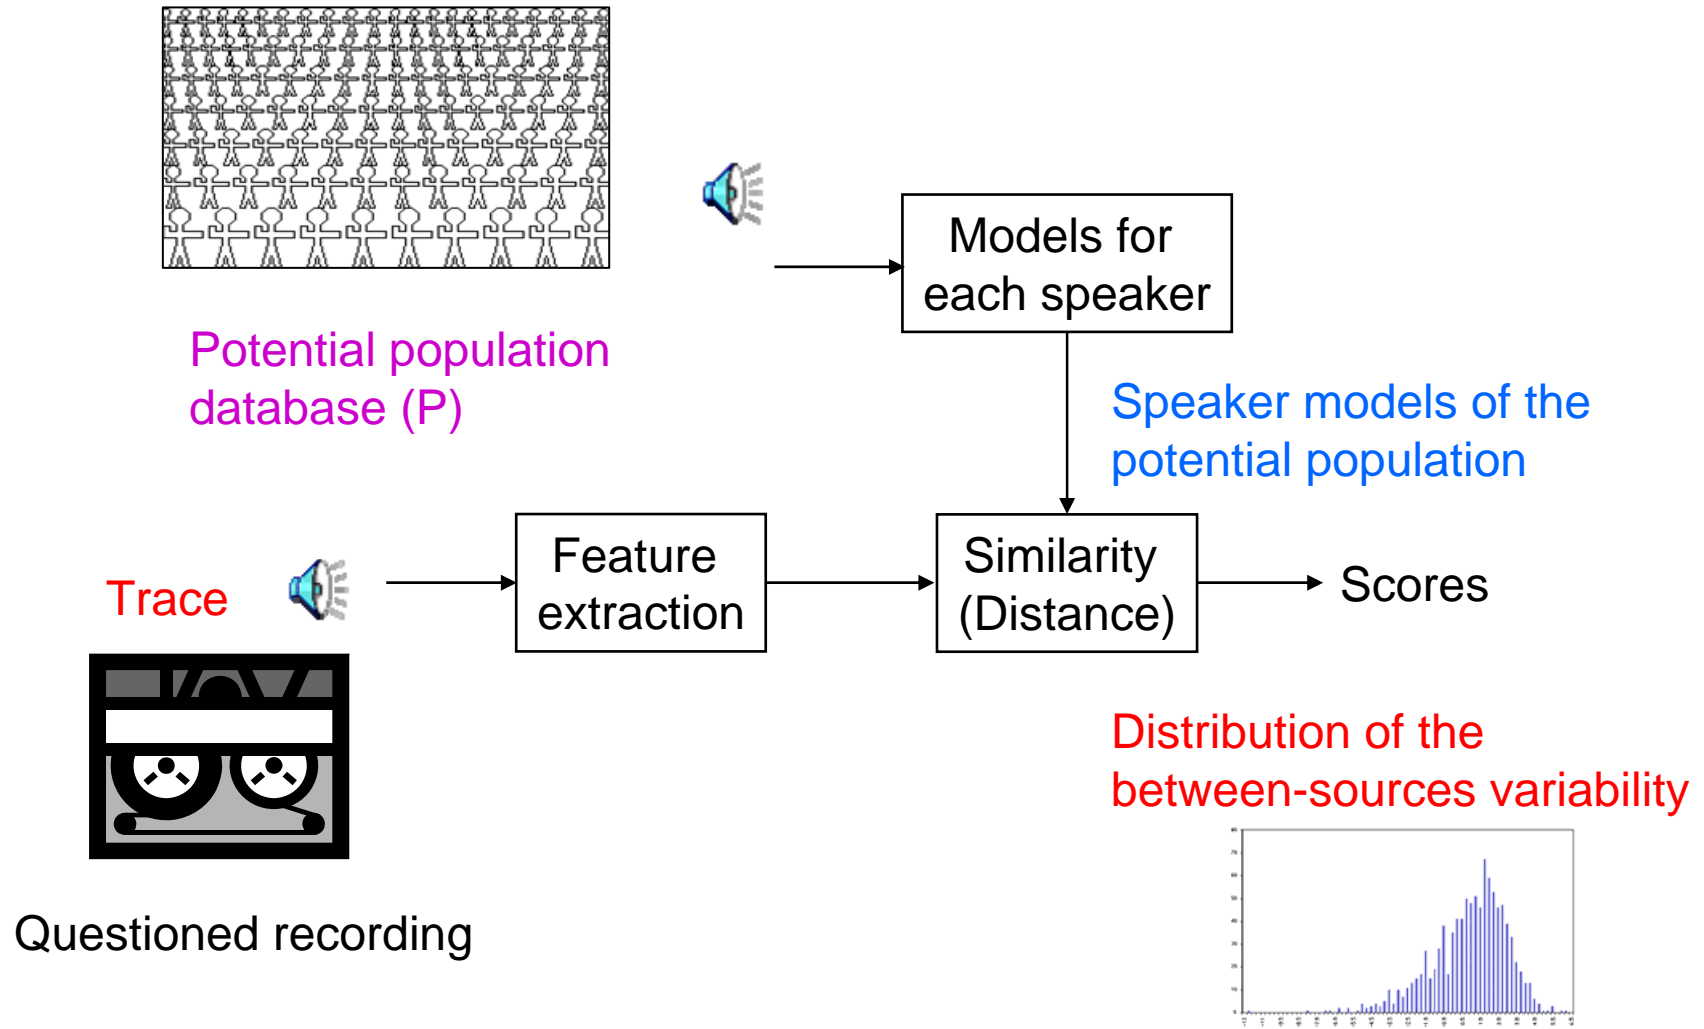 Models for
each speaker
Potential population
database (P)
Speaker models of the
potential population
Trace
Feature
extraction
Similarity
(Distance)
Scores
Distribution of the
between-sources variability
Questioned recording